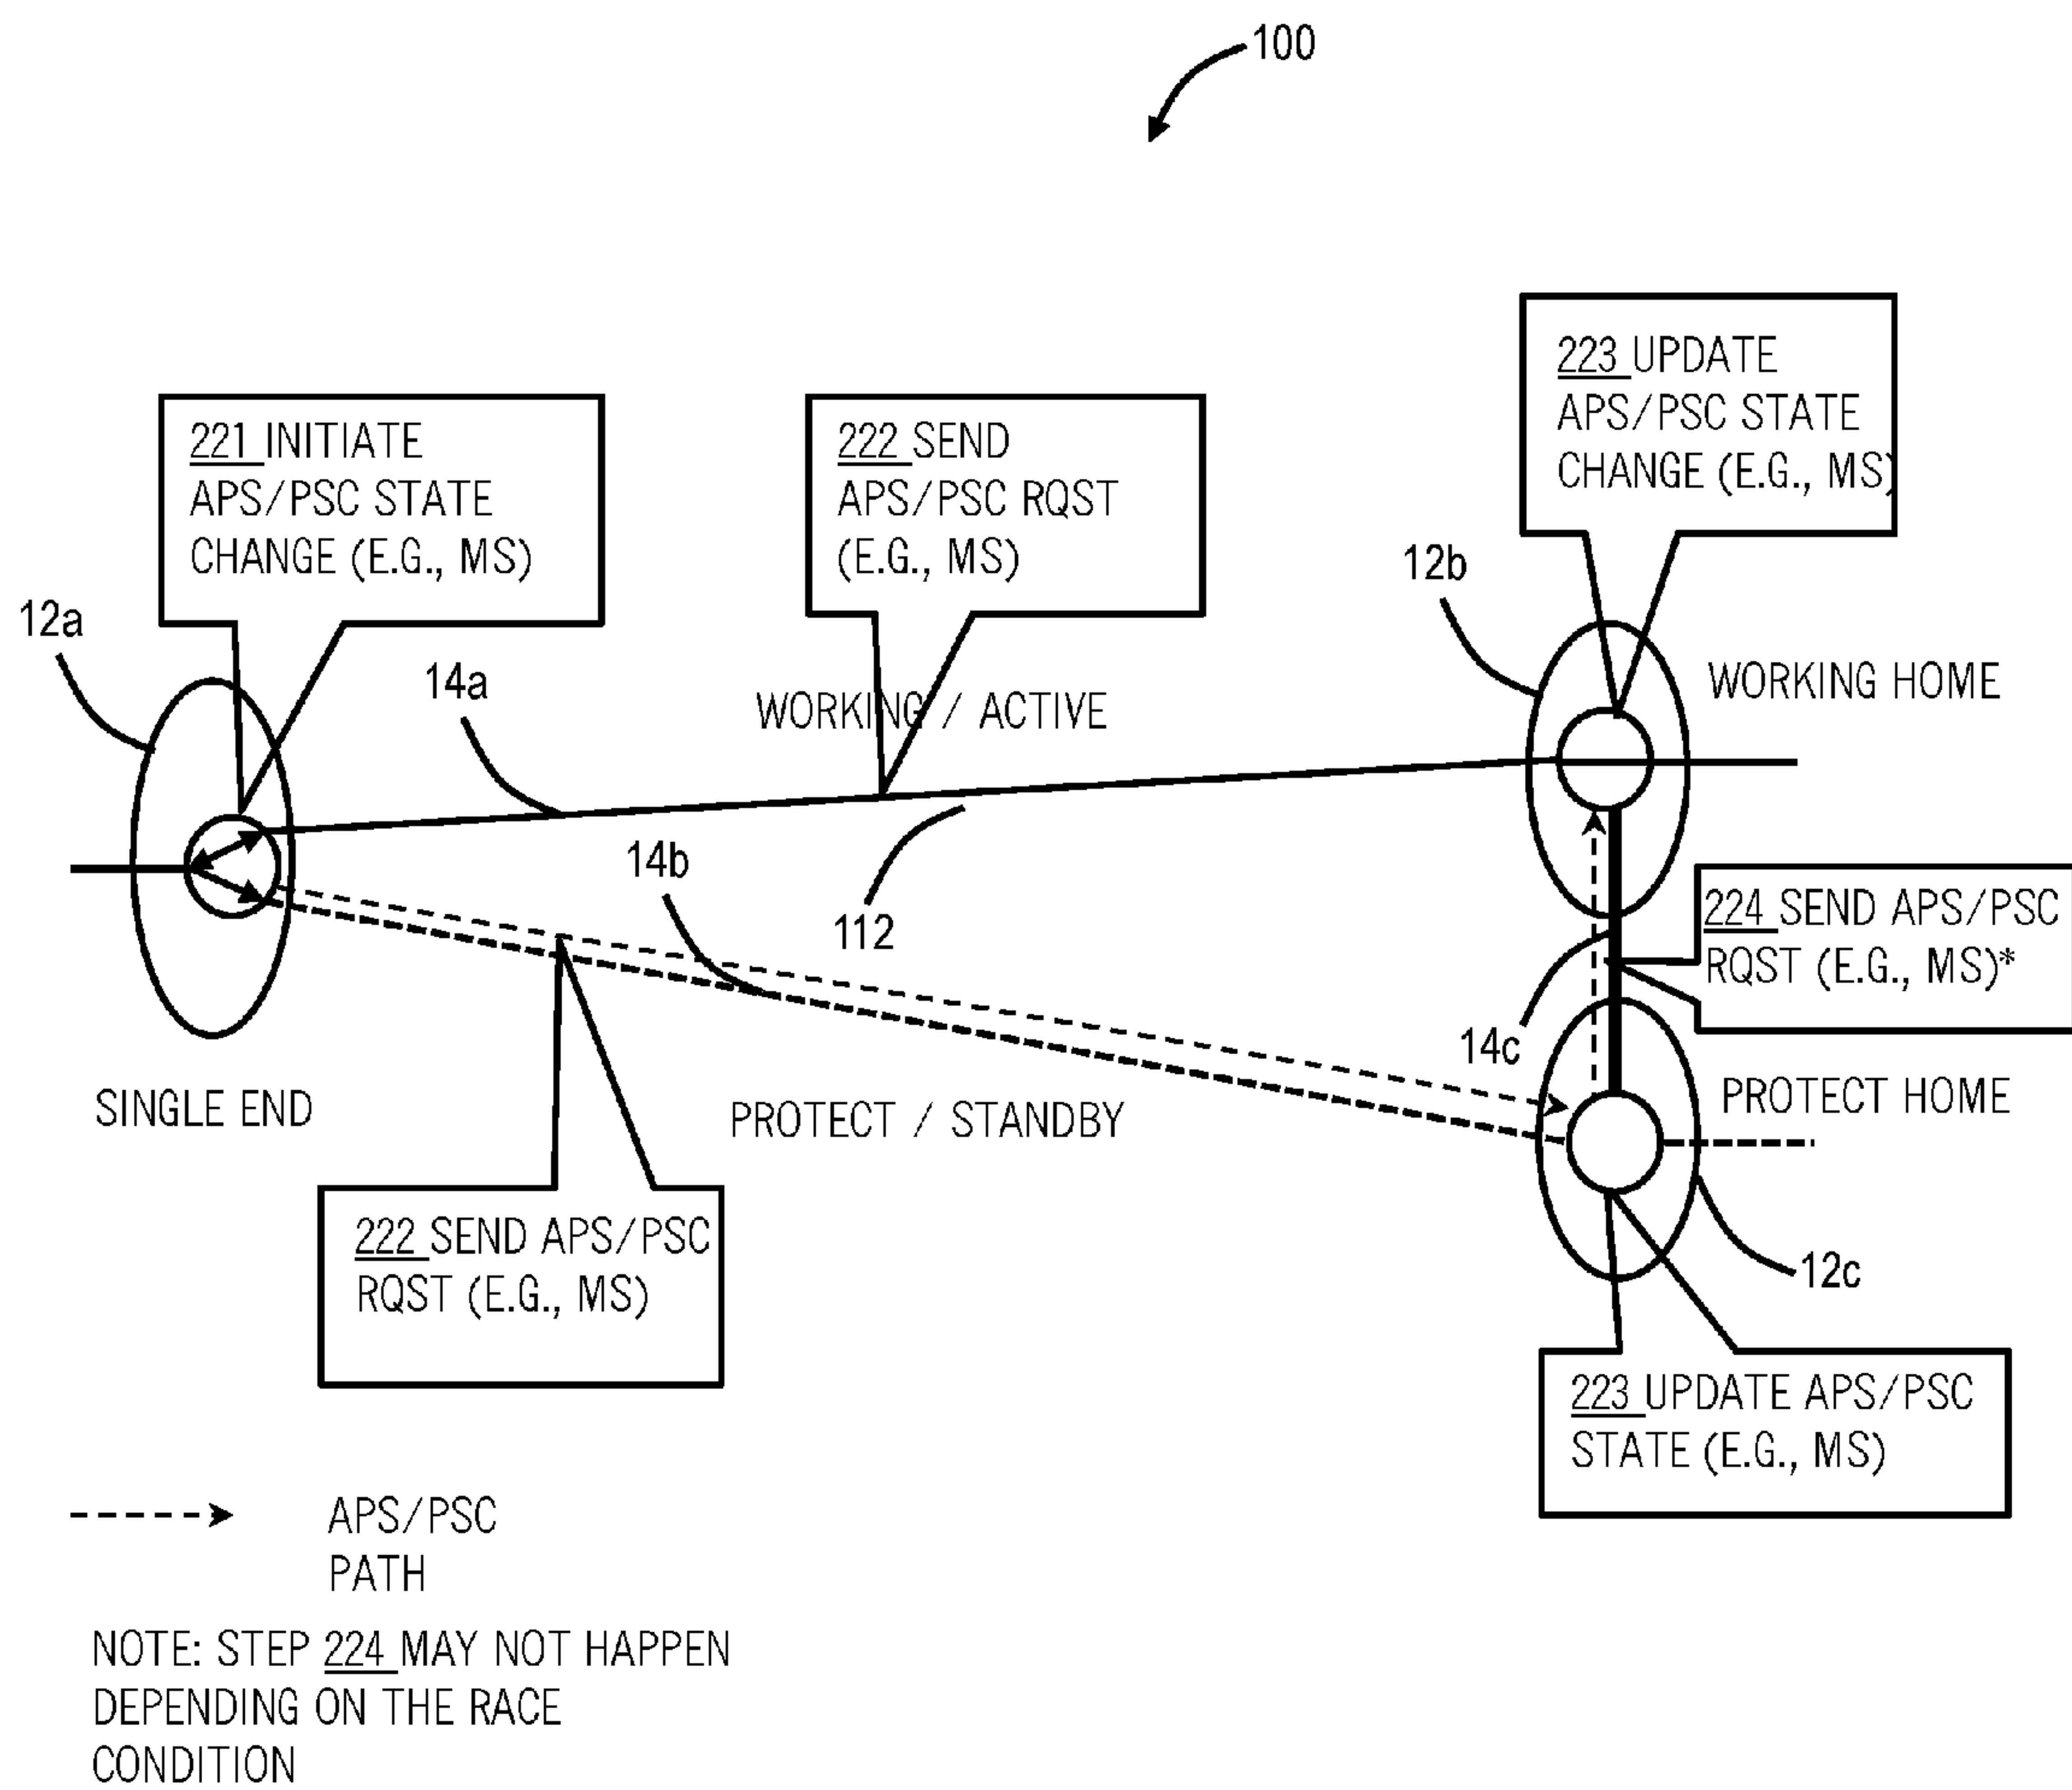 100
223 UPDATE
APS/PSC STATE
CHANGE (E.G., MS)
221 INITIATE
APS/PSC STATE
CHANGE (E.G., MS)
222 SEND
APS/PSC RQST
(E.G., MS)
12b
12a
14a
WORKING / ACTIVE
WORKING HOME
14b
112
224 SEND APS/PSC
RQST (E.G., MS)*
14c
SINGLE END
PROTECT / STANDBY
PROTECT HOME
222 SEND APS/PSC
RQST (E.G., MS)
12c
223 UPDATE APS/PSC
STATE (E.G., MS)
APS/PSC
PATH
NOTE: STEP 224 MAY NOT HAPPEN
DEPENDING ON THE RACE
CONDITION